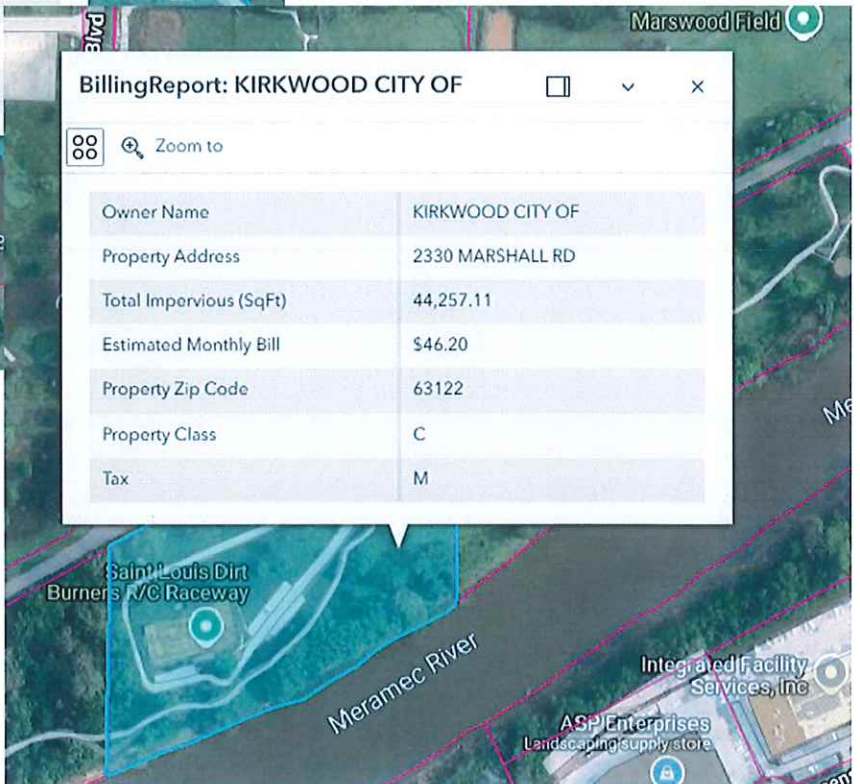 Blvd
Marswood Field
BillingReport: KIRKWOOD CITY OF
Zoom to
Owner Name KIRKWOOD CITY OF
Property Address 2330 MARSHALL RD
Total Impervious (SqFt) 44,257.11
Estimated Monthly Bill $46.20
Property Zip Code 63122
Property Class C
Tax M
Me
Saint Louis Dirt
Burners R/C Raceway
Meramec River
Integrated Facility
Services, Inc
ASP Enterprises
Landscaping supply store